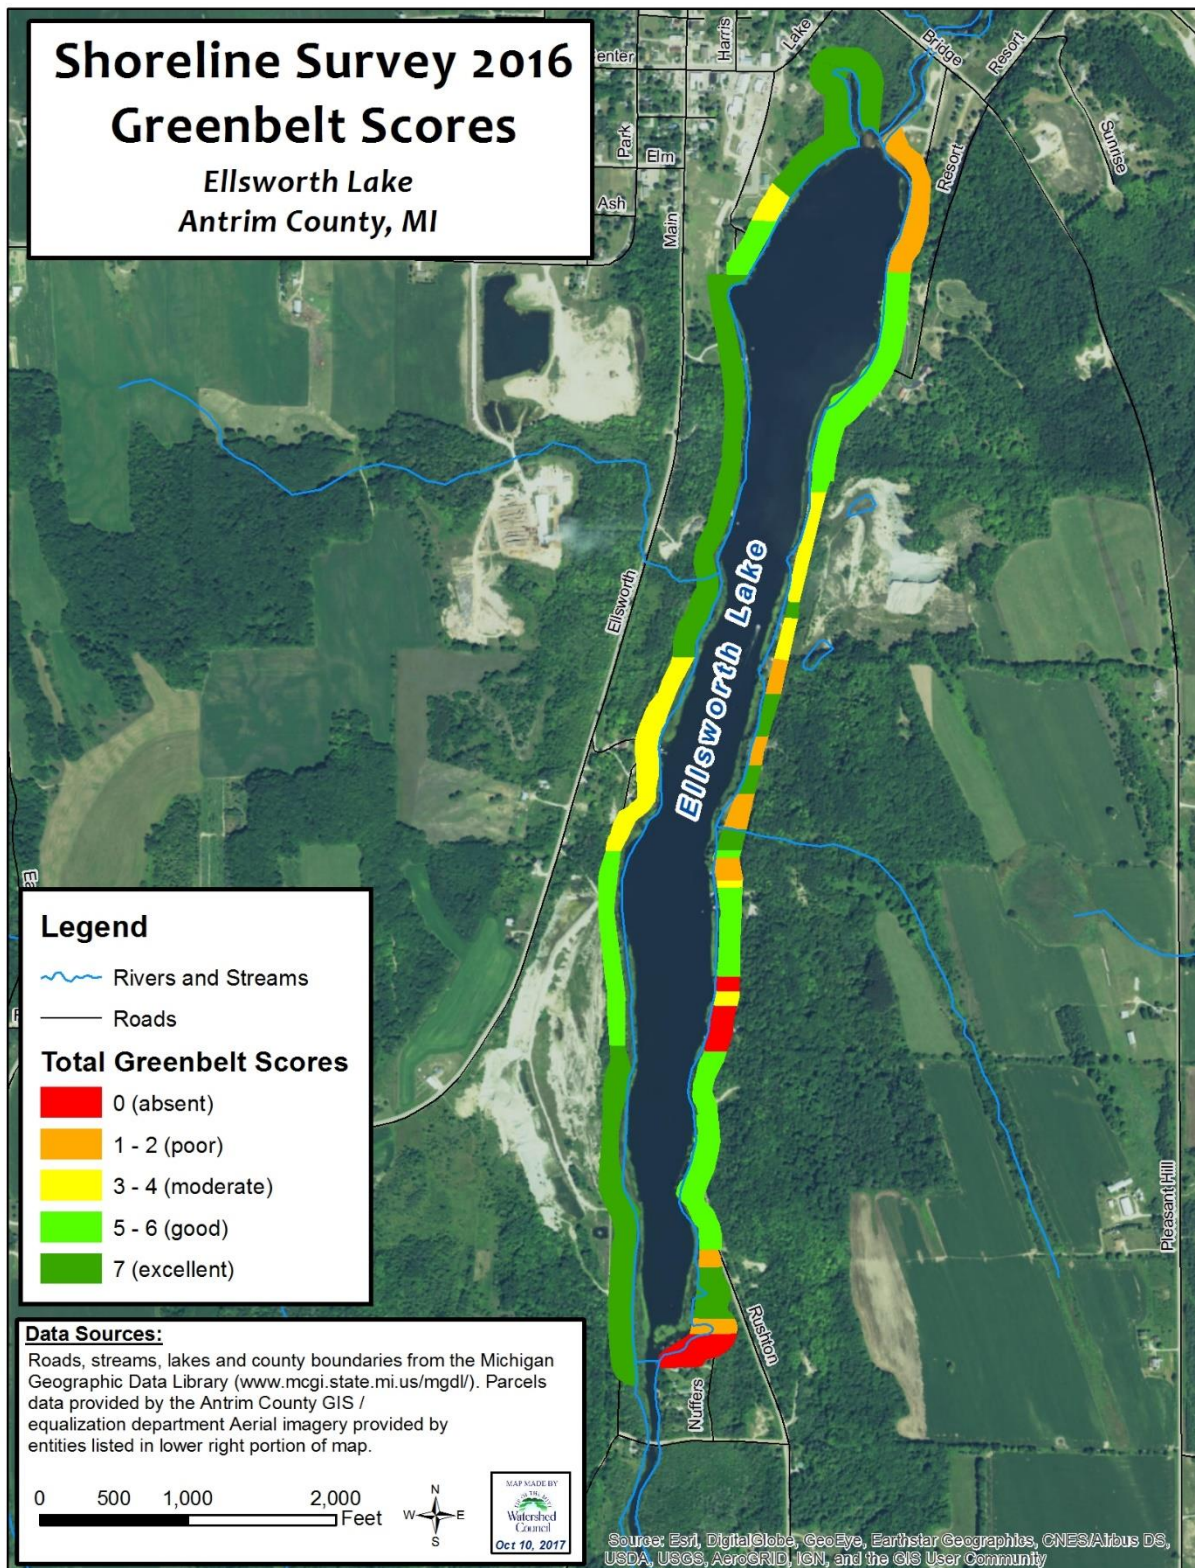 Shoreline Survey 2016
Greenbelt Scores
Ellsworth Lake
Antrim County, MI
enter
Harris
Lake
Bridge
Resort
Park
Elm
Sunrise
Resort
Ash
Main
Ellsworth
Ellsworth Lake
Legend
Rivers and Streams
Roads
Total Greenbelt Scores
0 (absent)
1 - 2 (poor)
3 - 4 (moderate)
5 - 6 (good)
7 (excellent)
Pleasant Hill
Rushton
Nuffers
Data Sources:
Roads, streams, lakes and county boundaries from the Michigan
Geographic Data Library (www.mcgi.state.mi.us/mgdl/). Parcels
data provided by the Antrim County GIS /
equalization department Aerial imagery provided by
entities listed in lower right portion of map.
0 500 1,000 2,000
Feet
N
W E
S
MAP MADE BY
Watershed
Council
Oct 10, 2017
Source: Esri, DigitalGlobe, GeoEye, Earthstar Geographics, CNES/Airbus DS,
USDA, USGS, AeroGRID, IGN, and the GIS User Community